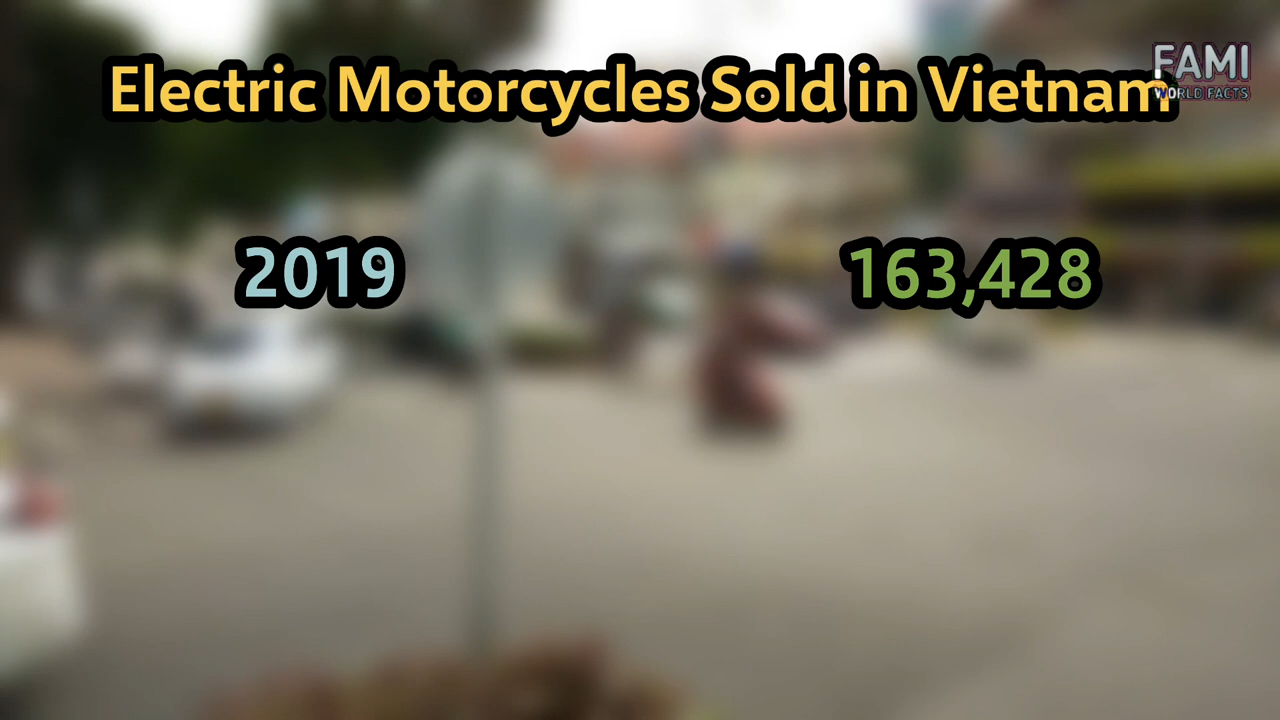 Electric Motorcycles Sold in Vietnam
FAMI
WORLD FACTS
2019
163,428